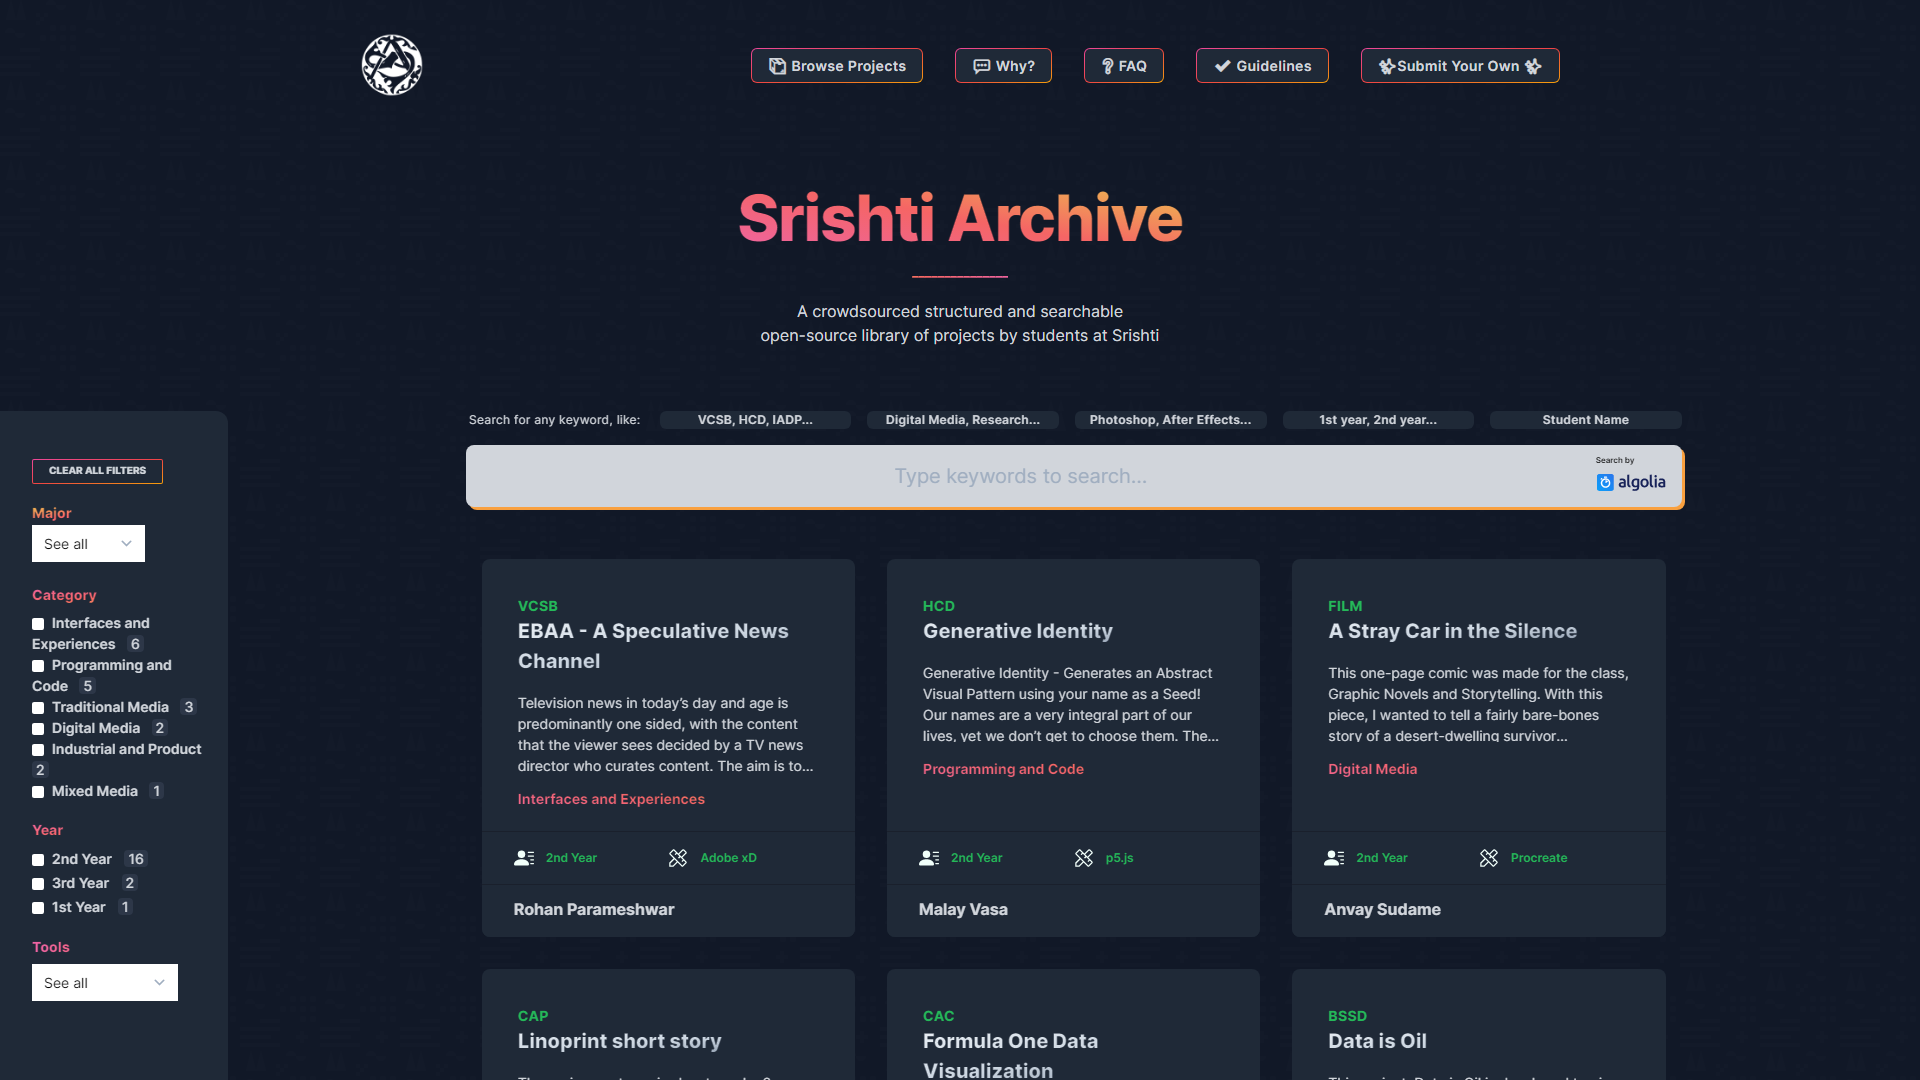 Browse Projects
Why?
FAQ
Guidelines
Submit Your Own
Srishti Archive
A crowdsourced structured and searchable
open-source library of projects by students at Srishti
Search for any keyword, like:
VCSB, HCD, IADP...
Digital Media, Research...
Photoshop, After Effects...
1st year, 2nd year...
Student Name
Type keywords to search...
Search by
algolia
CLEAR ALL FILTERS
Major
See all
Category
Interfaces and
Experiences 6
Programming and
Code 5
Traditional Media 3
Digital Media 2
Industrial and Product
2
Mixed Media 1
Year
2nd Year 16
3rd Year 2
1st Year 1
Tools
See all
VCSB
EBAA - A Speculative News
Channel
Television news in today’s day and age is
predominantly one sided, with the content
that the viewer sees decided by a TV news
director who curates content. The aim is to...
Interfaces and Experiences
2nd Year
Adobe xD
Rohan Parameshwar
HCD
Generative Identity
Generative Identity - Generates an Abstract
Visual Pattern using your name as a Seed!
Our names are a very integral part of our
lives, yet we don’t get to choose them. The...
Programming and Code
2nd Year
p5.js
Malay Vasa
FILM
A Stray Car in the Silence
This one-page comic was made for the class,
Graphic Novels and Storytelling. With this
piece, I wanted to tell a fairly bare-bones
story of a desert-dwelling survivor...
Digital Media
2nd Year
Procreate
Anvay Sudame
CAP
Linoprint short story
CAC
Formula One Data
Visualization
BSSD
Data is Oil